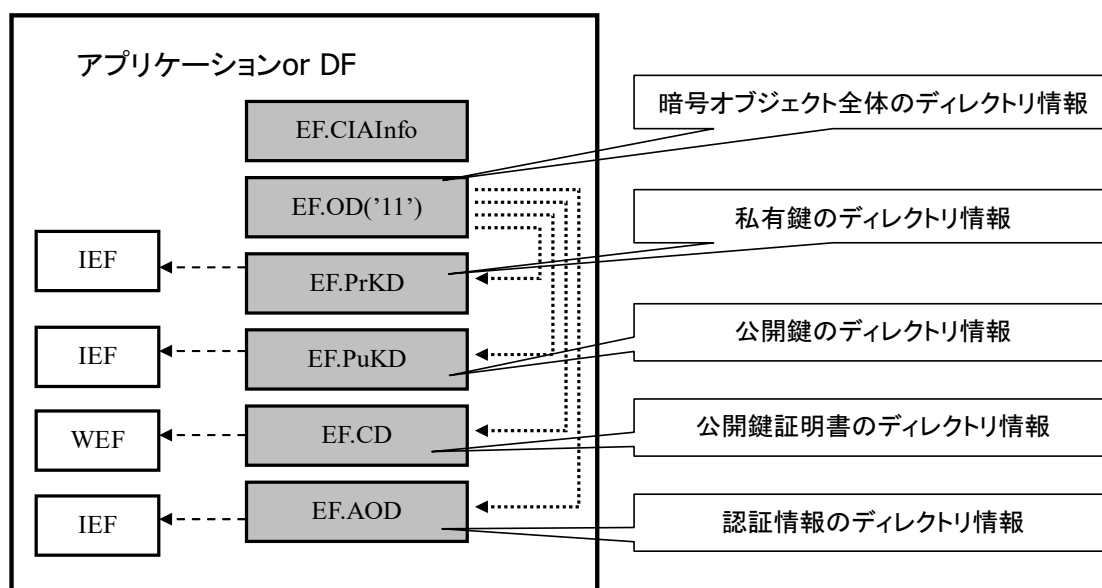 アプリケーションor DF
EF.CIAInfo
暗号オブジェクト全体のディレクトリ情報
EF.OD('11')
私有鍵のディレクトリ情報
IEF
EF.PrKD
公開鍵のディレクトリ情報
IEF
EF.PuKD
公開鍵証明書のディレクトリ情報
WEF
EF.CD
認証情報のディレクトリ情報
IEF
EF.AOD